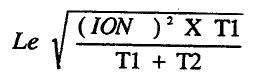 Le √ (ION )² X T1
T1 + T2